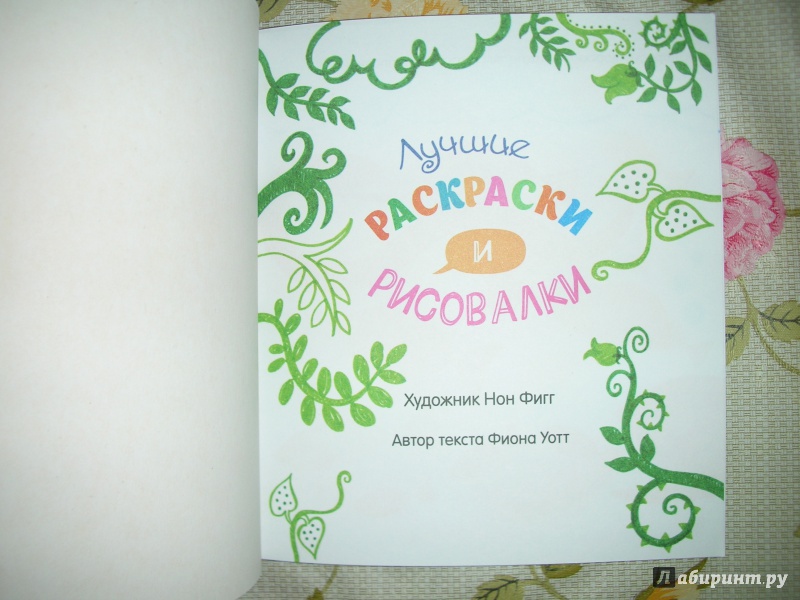 Лучшие
РАСКРАСКИ
И
РИСОВАЛКИ
Художник Нон Фигг
Автор текста Фиона Уотт
Лабиринт.ру